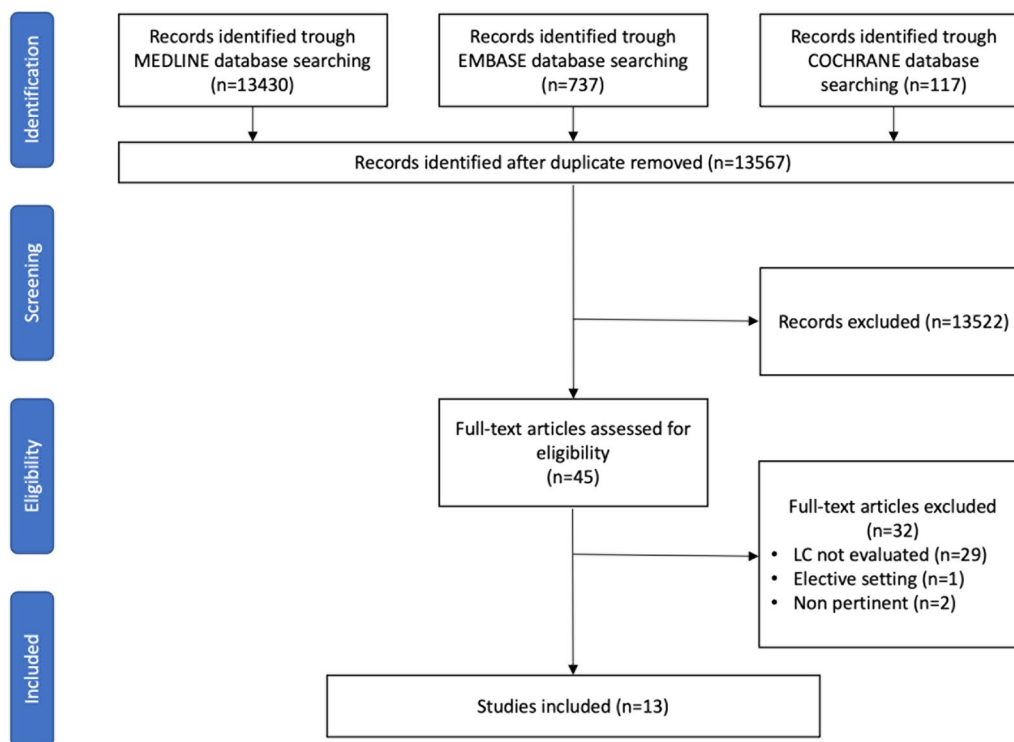 Identification
Records identified trough
MEDLINE database searching
(n=13430)
Records identified trough
EMBASE database searching
(n=737)
Records identified trough
COCHRANE database
searching (n=117)
Records identified after duplicate removed (n=13567)
Screening
Records excluded (n=13522)
Eligibility
Full-text articles assessed for
eligibility
(n=45)
Full-text articles excluded
(n=32)
• LC not evaluated (n=29)
• Elective setting (n=1)
• Non pertinent (n=2)
Included
Studies included (n=13)